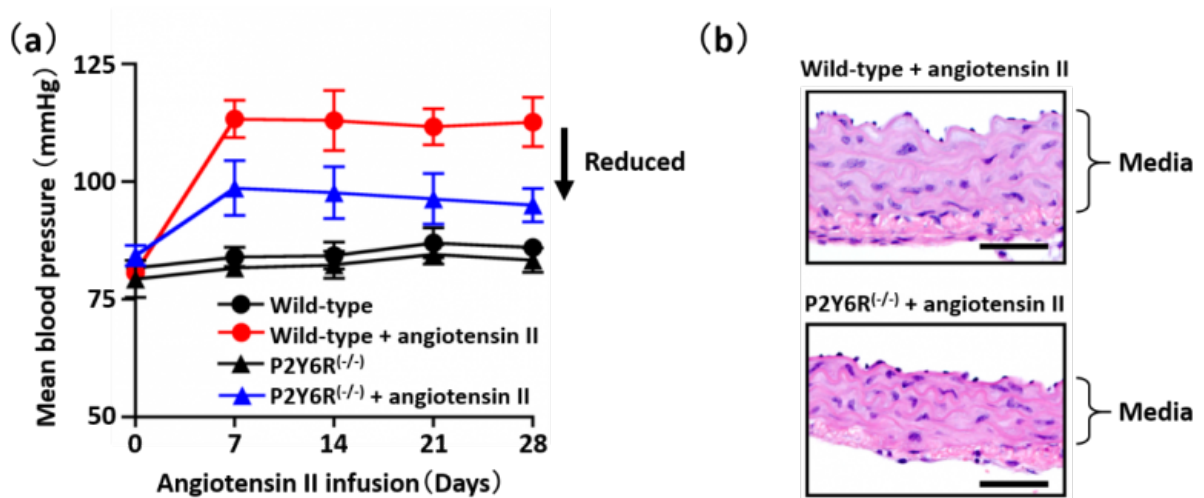 (a)
125
100
75
50
Mean blood pressure (mmHg)
Reduced
Wild-type
Wild-type + angiotensin II
P2Y6R(-/-)
P2Y6R(-/-) + angiotensin II
0 7 14 21 28
Angiotensin II infusion (Days)
(b)
Wild-type + angiotensin II
Media
P2Y6R(-/-) + angiotensin II
Media